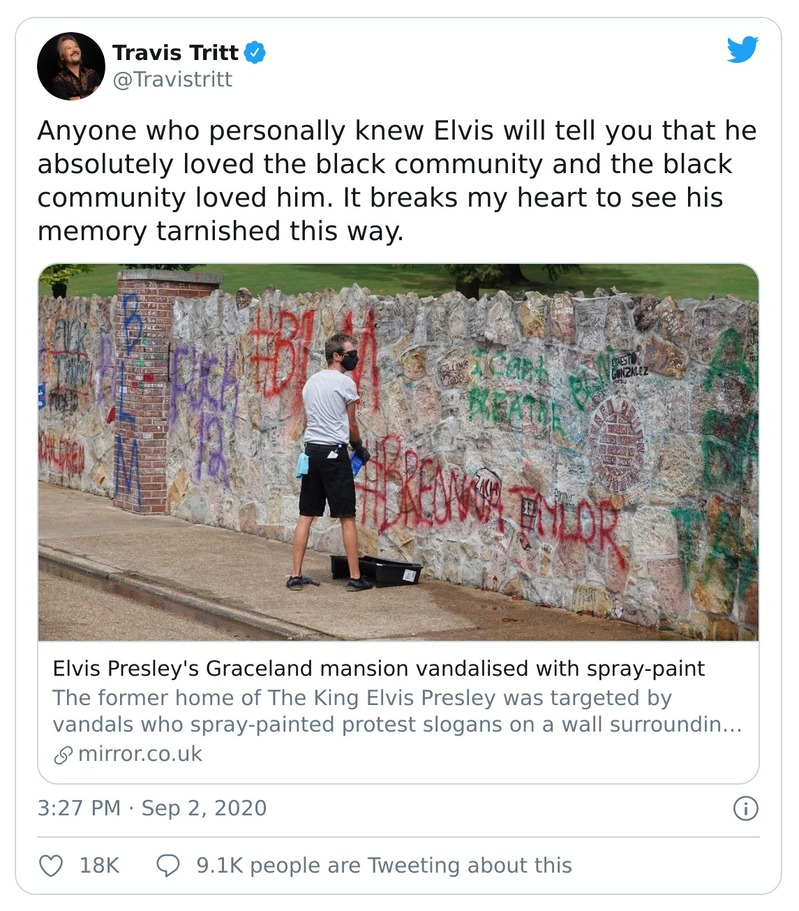 Travis Tritt
@Travistritt
Anyone who personally knew Elvis will tell you that he
absolutely loved the black community and the black
community loved him. It breaks my heart to see his
memory tarnished this way.
BLM
FUCK
12
#BLM
I CANT
BREATHE
#BREONNA TAYLOR
ERNESTO
GONZALEZ
Elvis Presley's Graceland mansion vandalised with spray-paint
The former home of The King Elvis Presley was targeted by
vandals who spray-painted protest slogans on a wall surroundin...
mirror.co.uk
3:27 PM · Sep 2, 2020
18K
9.1K people are Tweeting about this